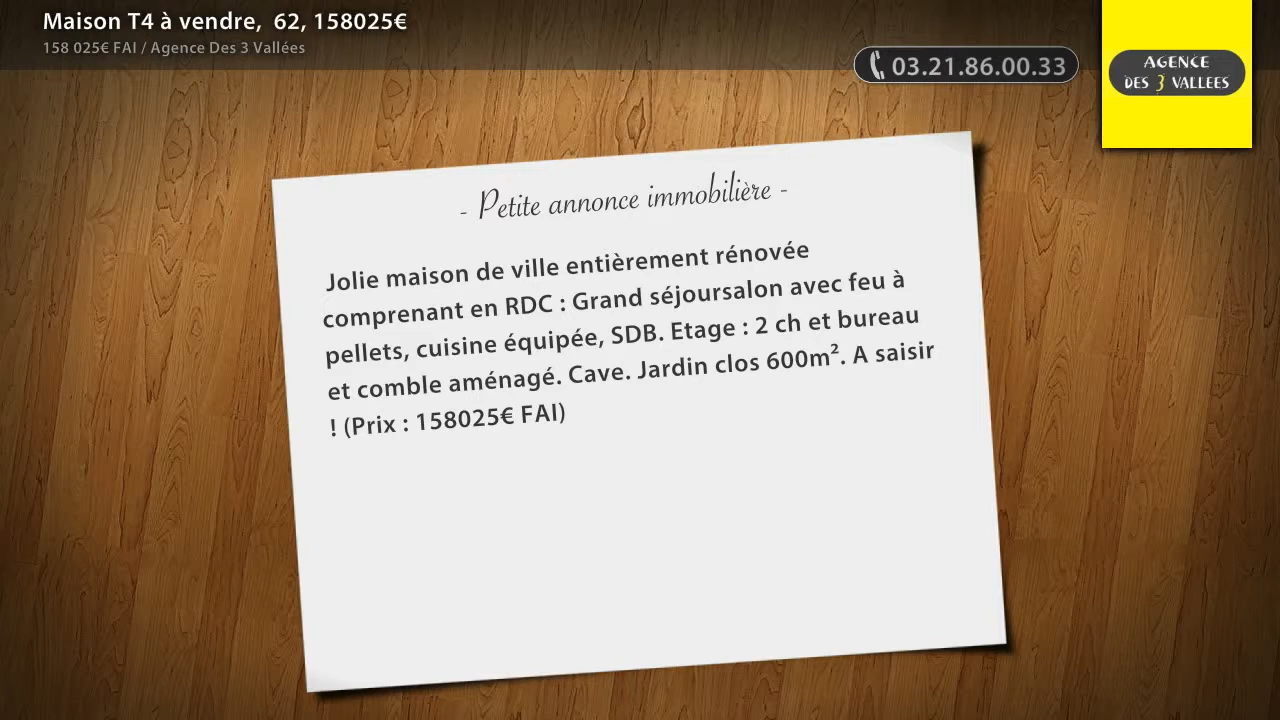 Maison T4 à vendre,  62, 158025€
158 025€ FAI / Agence Des 3 Vallées
03.21.86.00.33
AGENCE
DES 3 VALLEES
- Petite annonce immobilière -
Jolie maison de ville entièrement rénovée
comprenant en RDC : Grand séjoursalon avec feu à
pellets, cuisine équipée, SDB. Etage : 2 ch et bureau
et comble aménagé. Cave. Jardin clos 600m². A saisir
! (Prix : 158025€ FAI)